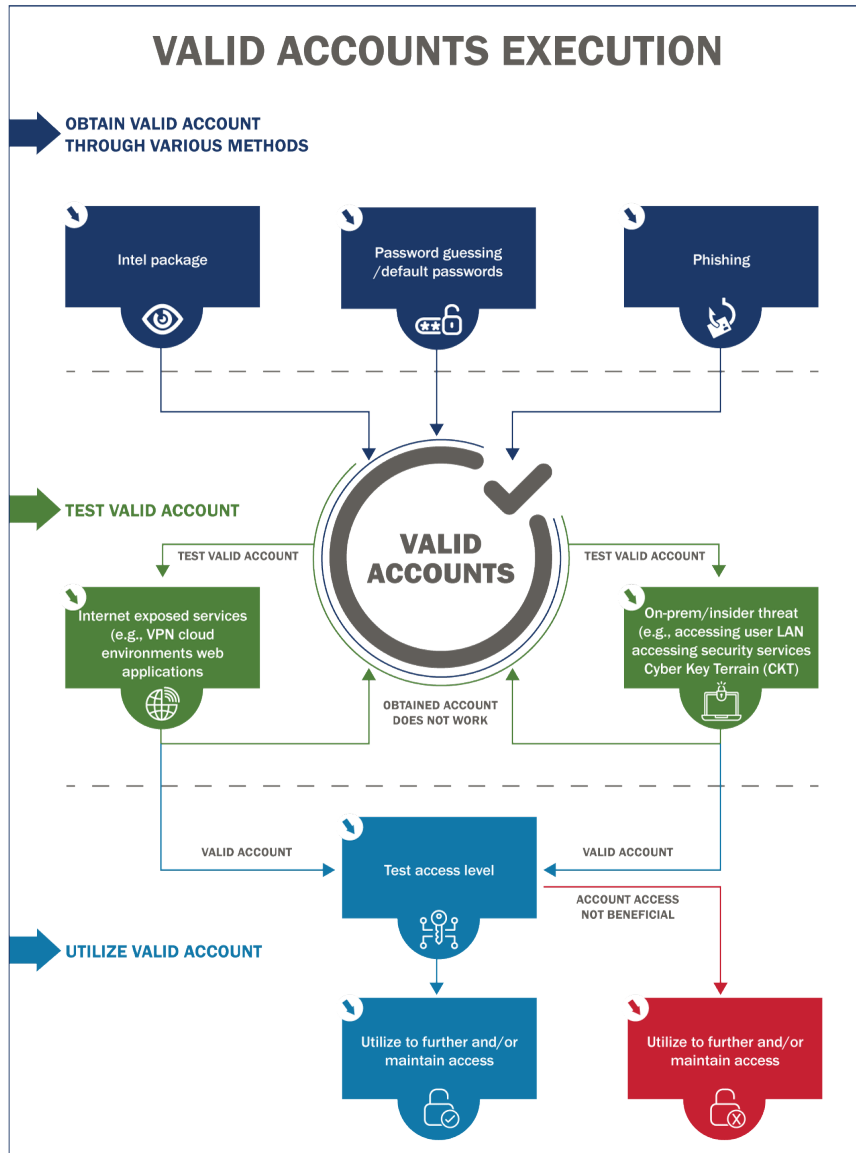 VALID ACCOUNTS EXECUTION
OBTAIN VALID ACCOUNT
THROUGH VARIOUS METHODS
Intel package
Password guessing
/default passwords
Phishing
TEST VALID ACCOUNT
VALID
ACCOUNTS
TEST VALID ACCOUNT
TEST VALID ACCOUNT
Internet exposed services
(e.g., VPN cloud
environments web
applications
On-prem/insider threat
(e.g., accessing user LAN
accessing security services
Cyber Key Terrain (CKT)
OBTAINED ACCOUNT
DOES NOT WORK
VALID ACCOUNT
Test access level
VALID ACCOUNT
ACCOUNT ACCESS
NOT BENEFICIAL
UTILIZE VALID ACCOUNT
Utilize to further and/or
maintain access
Utilize to further and/or
maintain access